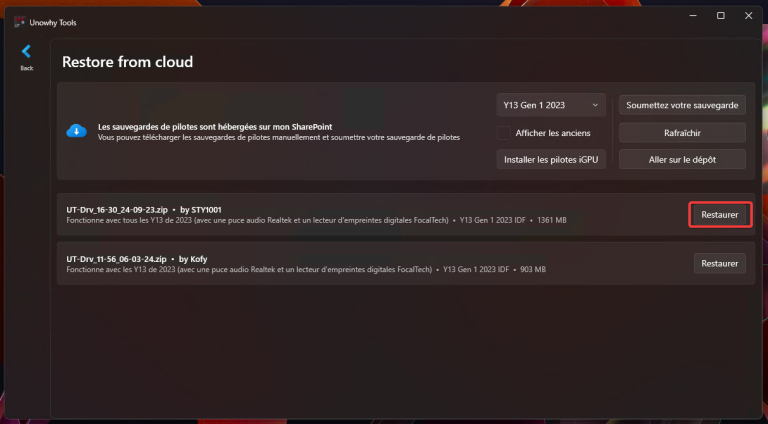 Unowhy Tools
Back
Restore from cloud
Les sauvegardes de pilotes sont hébergées sur mon SharePoint
Vous pouvez télécharger les sauvegardes de pilotes manuellement et soumettre votre sauvegarde de pilotes
Y13 Gen 1 2023
Afficher les anciens
Installer les pilotes iGPU
Soumettez votre sauvegarde
Rafraîchir
Aller sur le dépôt
UT-Drv_16-30_24-09-23.zip • by STY1001
Fonctionne avec tous les Y13 de 2023 (avec une puce audio Realtek et un lecteur d'empreintes digitales FocalTech) • Y13 Gen 1 2023 IDF • 1361 MB
Restaurer
UT-Drv_11-56_06-03-24.zip • by Kofy
Fonctionne avec les Y13 de 2023 (avec une puce audio Realtek et un lecteur d'empreintes digitales FocalTech) • Y13 Gen 1 2023 IDF • 903 MB
Restaurer